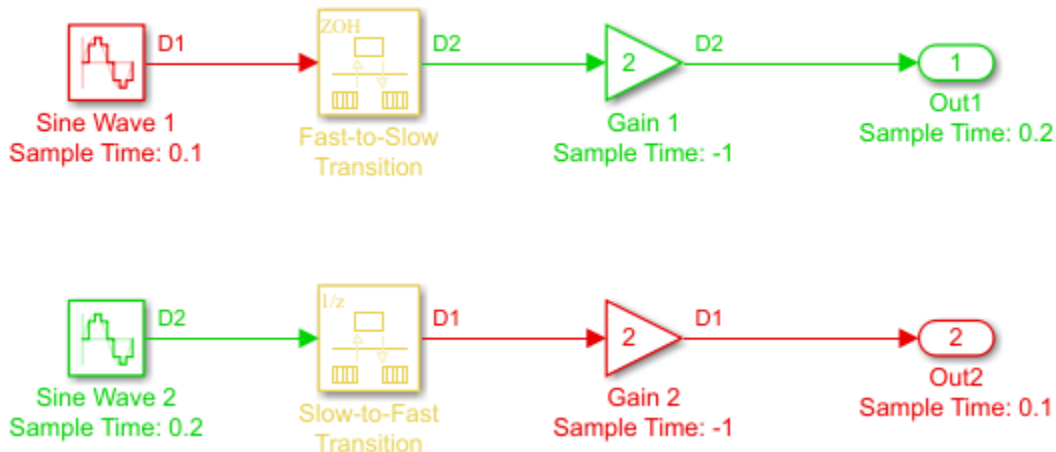 D1
ZOH
D2
2
D2
1
Sine Wave 1
Sample Time: 0.1
Fast-to-Slow
Transition
Gain 1
Sample Time: -1
Out1
Sample Time: 0.2
D2
1/z
D1
2
D1
2
Sine Wave 2
Sample Time: 0.2
Slow-to-Fast
Transition
Gain 2
Sample Time: -1
Out2
Sample Time: 0.1